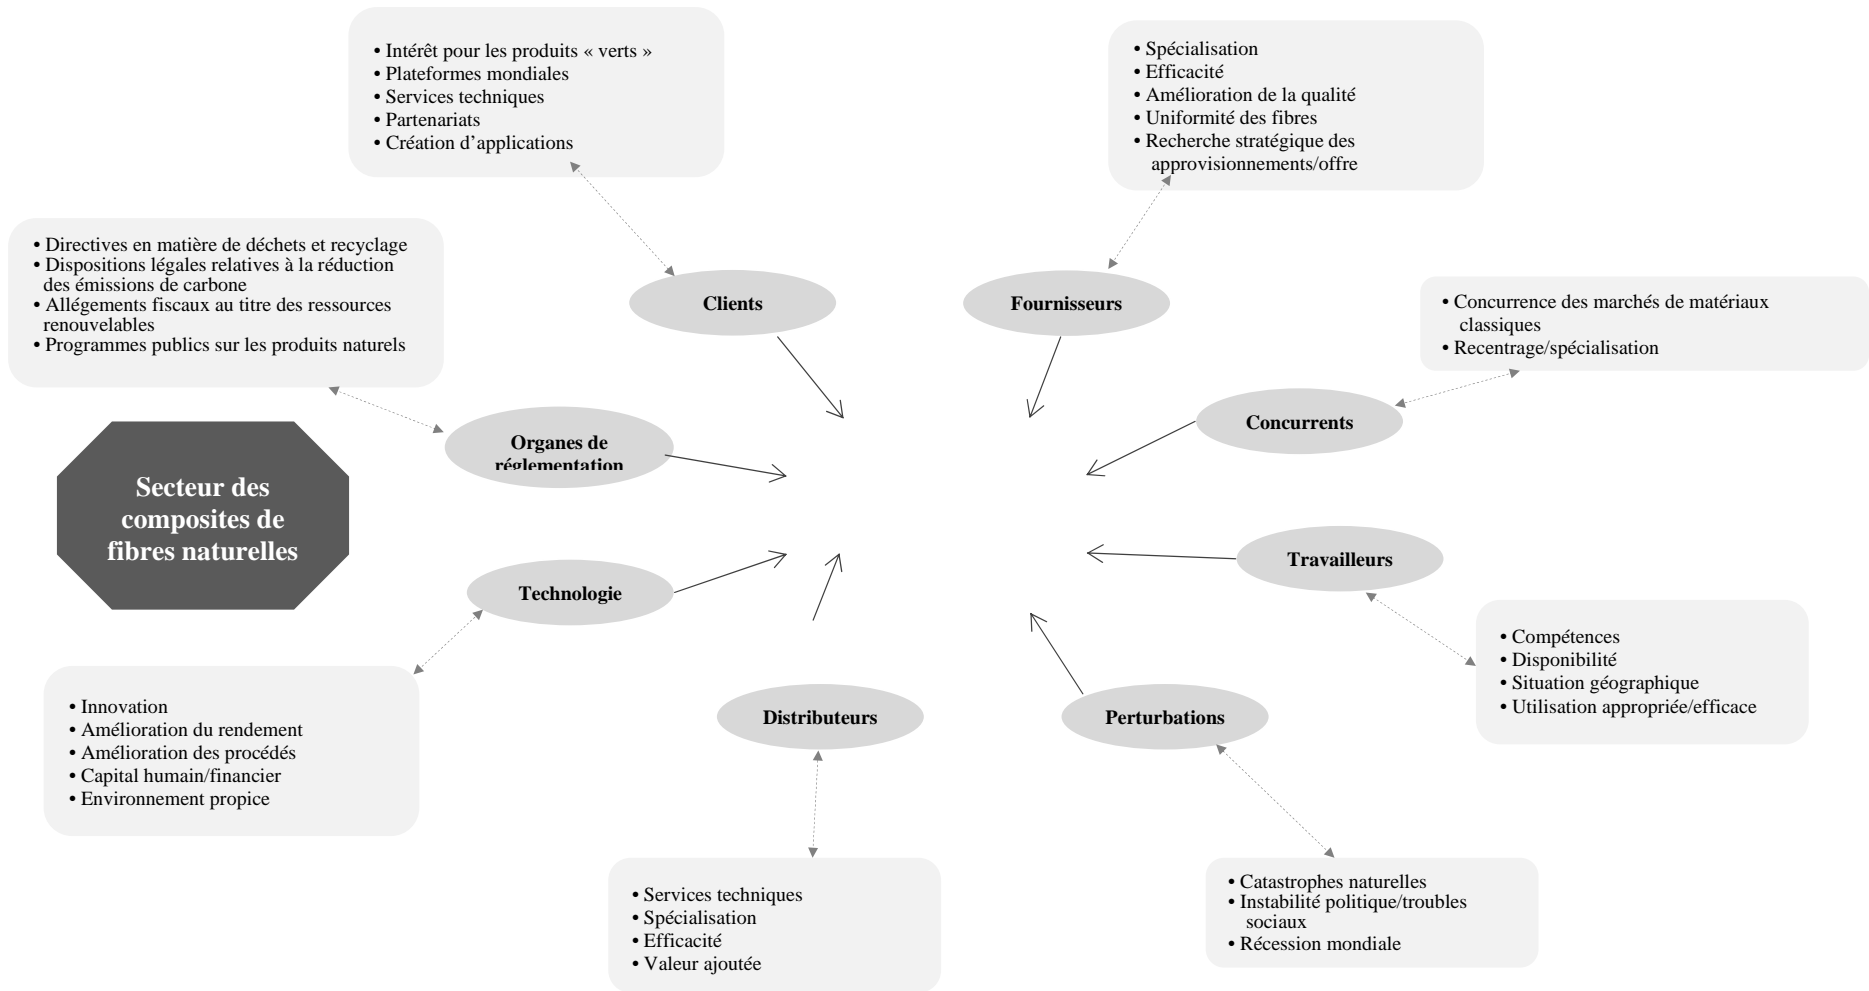 • Intérêt pour les produits « verts »
• Plateformes mondiales
• Services techniques
• Partenariats
• Création d’applications
• Spécialisation
• Efficacité
• Amélioration de la qualité
• Uniformité des fibres
• Recherche stratégique des
approvisionnements/offre
• Directives en matière de déchets et recyclage
• Dispositions légales relatives à la réduction
des émissions de carbone
• Allégements fiscaux au titre des ressources
renouvelables
• Programmes publics sur les produits naturels
Clients
Fournisseurs
• Concurrence des marchés de matériaux
classiques
• Recentrage/spécialisation
Organes de
réglementation
Concurrents
Secteur des
composites de
fibres naturelles
Technologie
Travailleurs
• Innovation
• Amélioration du rendement
• Amélioration des procédés
• Capital humain/financier
• Environnement propice
• Compétences
• Disponibilité
• Situation géographique
• Utilisation appropriée/efficace
Distributeurs
Perturbations
• Services techniques
• Spécialisation
• Efficacité
• Valeur ajoutée
• Catastrophes naturelles
• Instabilité politique/troubles
sociaux
• Récession mondiale